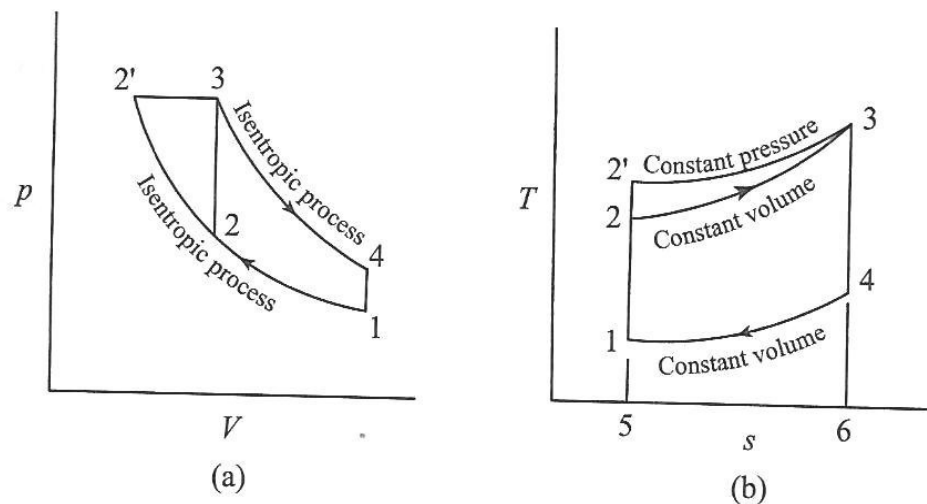 2'
3
Isentropic process
p
2
Isentropic process
4
1
V
(a)
3
Constant pressure
2'
T
2
Constant volume
4
1
Constant volume
5
s
6
(b)